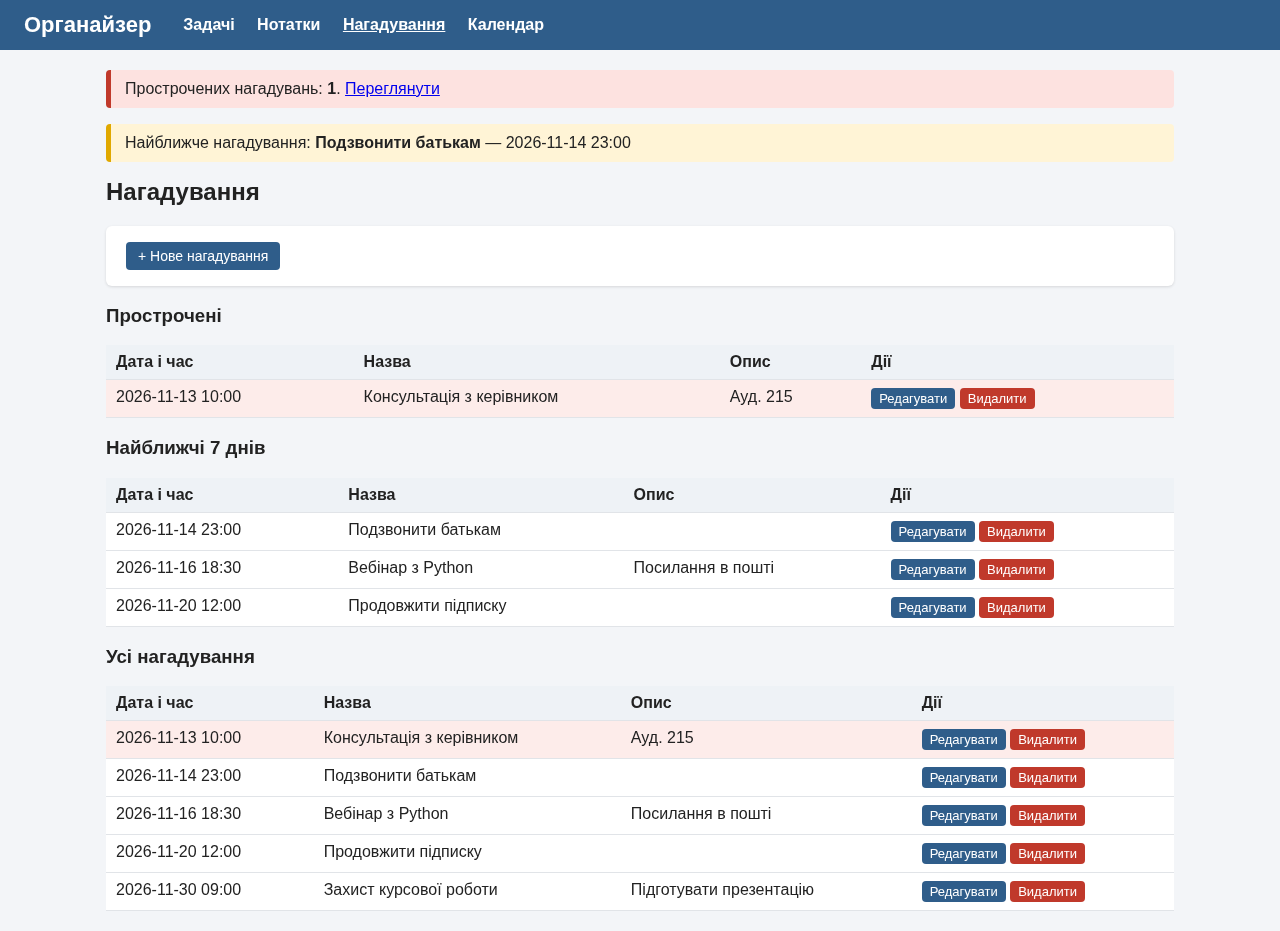 Органайзер Задачі Нотатки Нагадування Календар
Прострочених нагадувань: 1. Переглянути
Найближче нагадування: Подзвонити батькам — 2026-11-14 23:00
Нагадування
+ Нове нагадування
Прострочені
Дата і час Назва Опис Дії
2026-11-13 10:00 Консультація з керівником Ауд. 215 Редагувати Видалити
Найближчі 7 днів
Дата і час Назва Опис Дії
2026-11-14 23:00 Подзвонити батькам Редагувати Видалити
2026-11-16 18:30 Вебінар з Python Посилання в пошті Редагувати Видалити
2026-11-20 12:00 Продовжити підписку Редагувати Видалити
Усі нагадування
Дата і час Назва Опис Дії
2026-11-13 10:00 Консультація з керівником Ауд. 215 Редагувати Видалити
2026-11-14 23:00 Подзвонити батькам Редагувати Видалити
2026-11-16 18:30 Вебінар з Python Посилання в пошті Редагувати Видалити
2026-11-20 12:00 Продовжити підписку Редагувати Видалити
2026-11-30 09:00 Захист курсової роботи Підготувати презентацію Редагувати Видалити